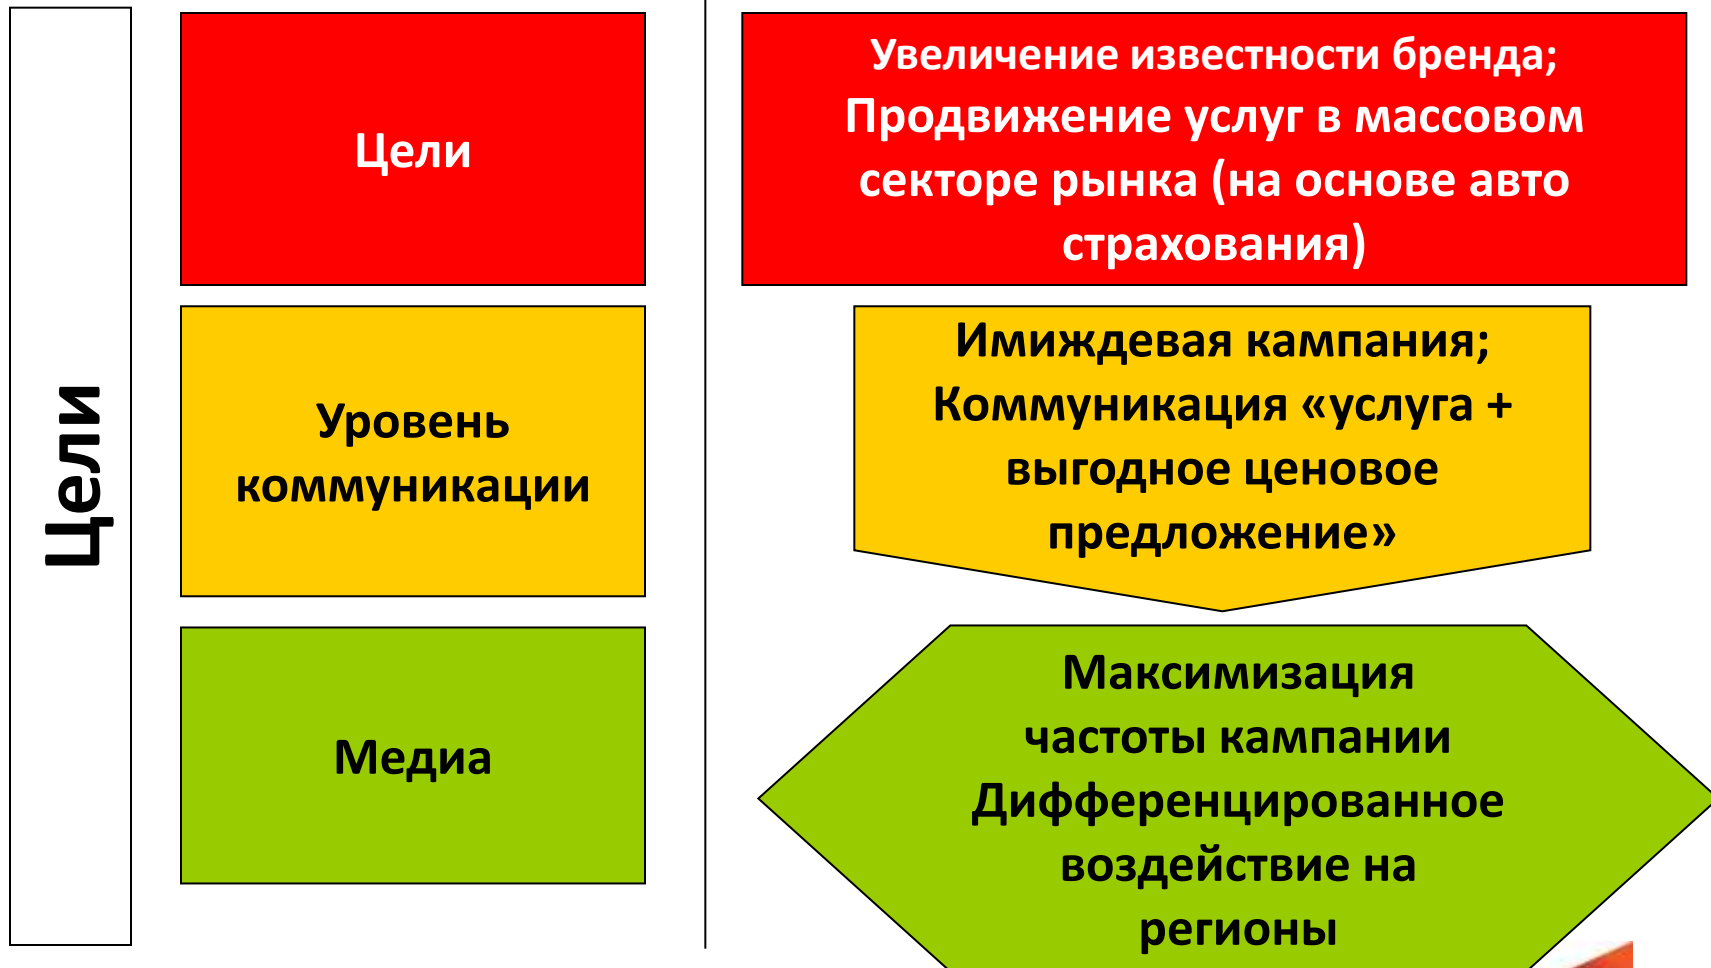 Цели
Цели
Увеличение известности бренда;
Продвижение услуг в массовом
секторе рынка (на основе авто
страхования)
Уровень
коммуникации
Имиждевая кампания;
Коммуникация «услуга +
выгодное ценовое
предложение»
Медиа
Максимизация
частоты кампании
Дифференцированное
воздействие на
регионы